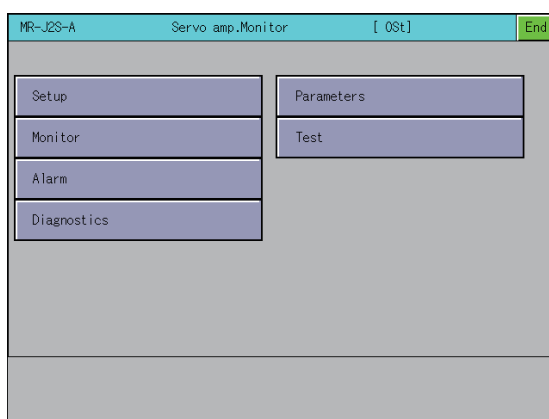 MR-J2S-A Servo amp.Monitor [ 0St] End
Setup Parameters
Monitor Test
Alarm
Diagnostics